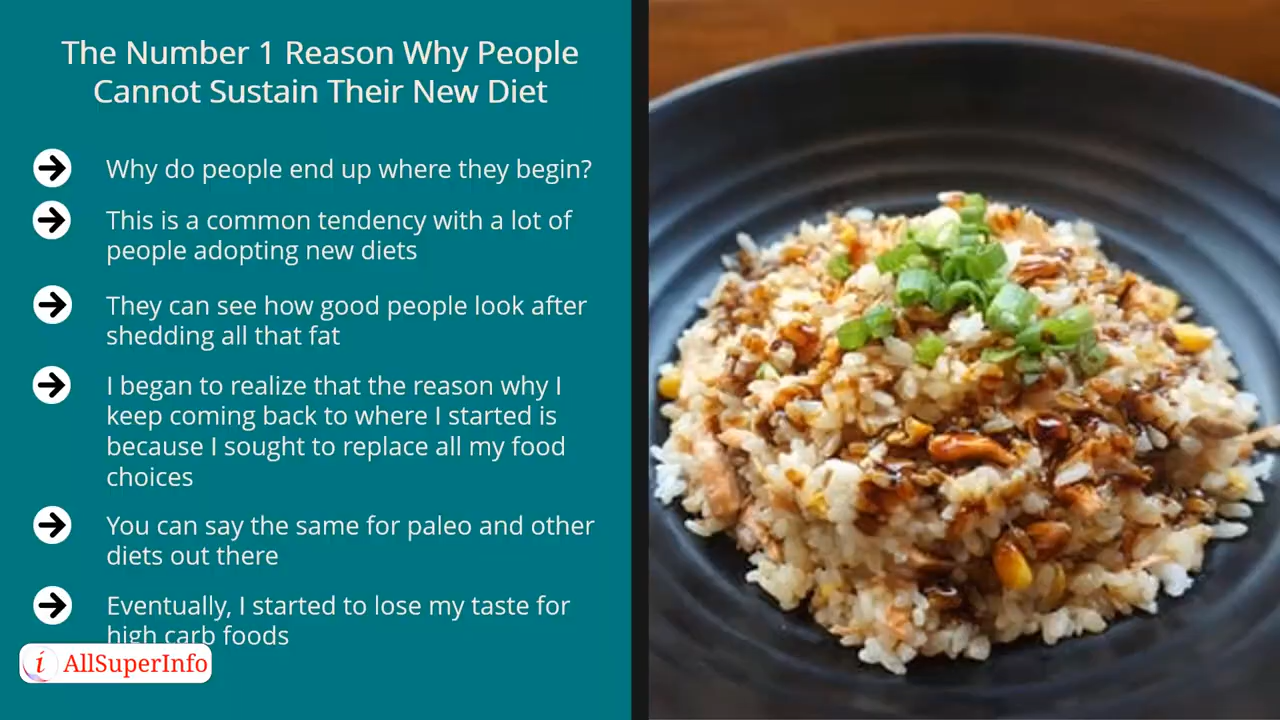 The Number 1 Reason Why People
Cannot Sustain Their New Diet
Why do people end up where they begin?
This is a common tendency with a lot of
people adopting new diets
They can see how good people look after
shedding all that fat
I began to realize that the reason why I
keep coming back to where I started is
because I sought to replace all my food
choices
You can say the same for paleo and other
diets out there
Eventually, I started to lose my taste for
high carb foods
i AllSuperInfo